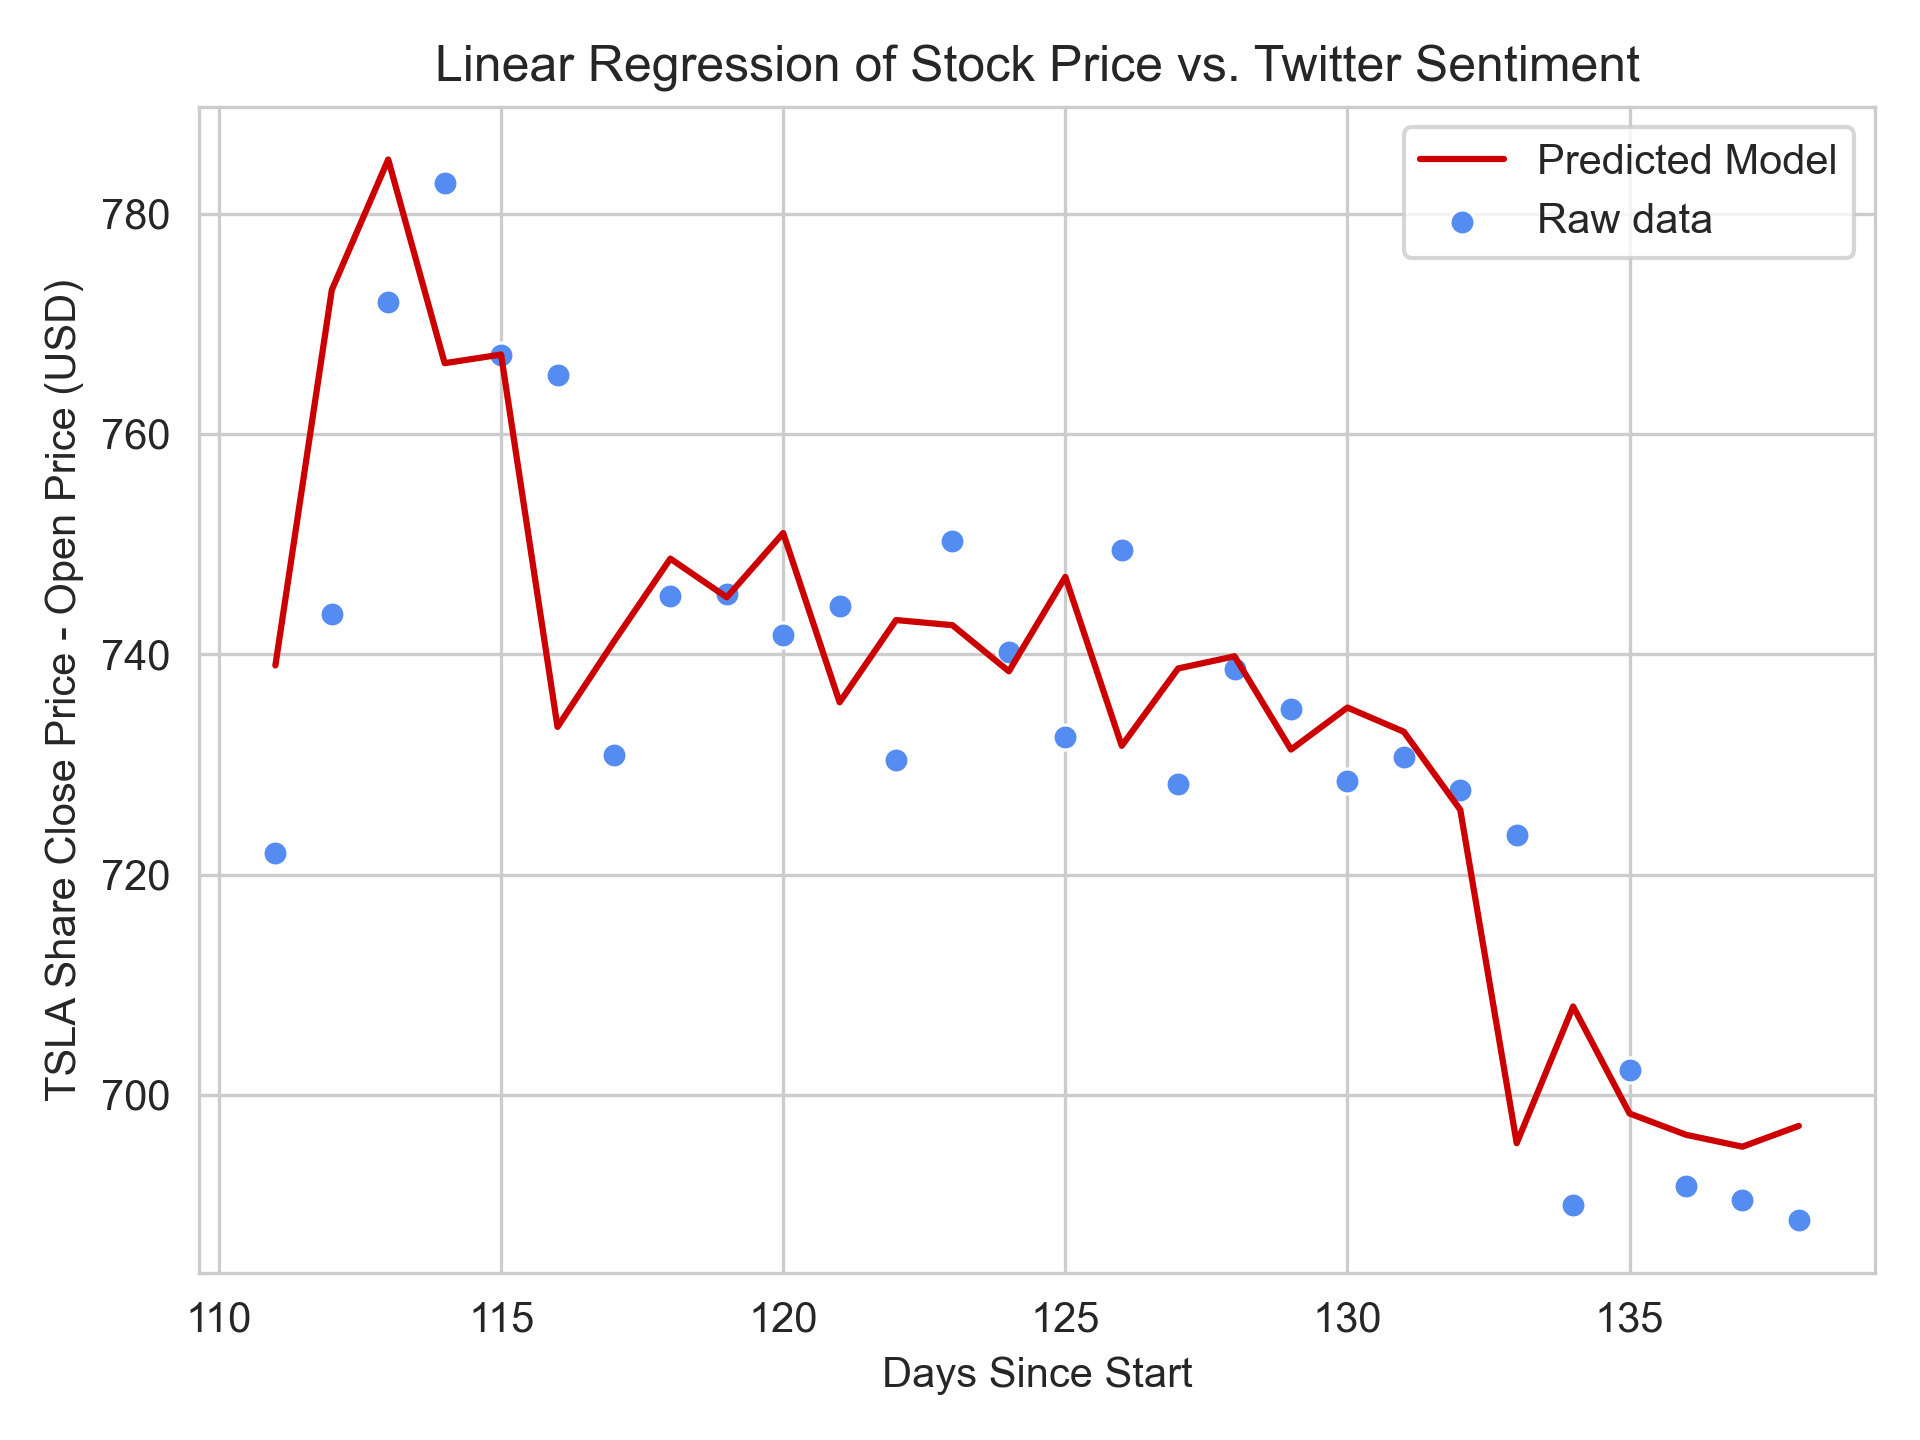 Linear Regression of Stock Price vs. Twitter Sentiment
Predicted Model
Raw data
TSLA Share Close Price - Open Price (USD)
780
760
740
720
700
110 115 120 125 130 135
Days Since Start